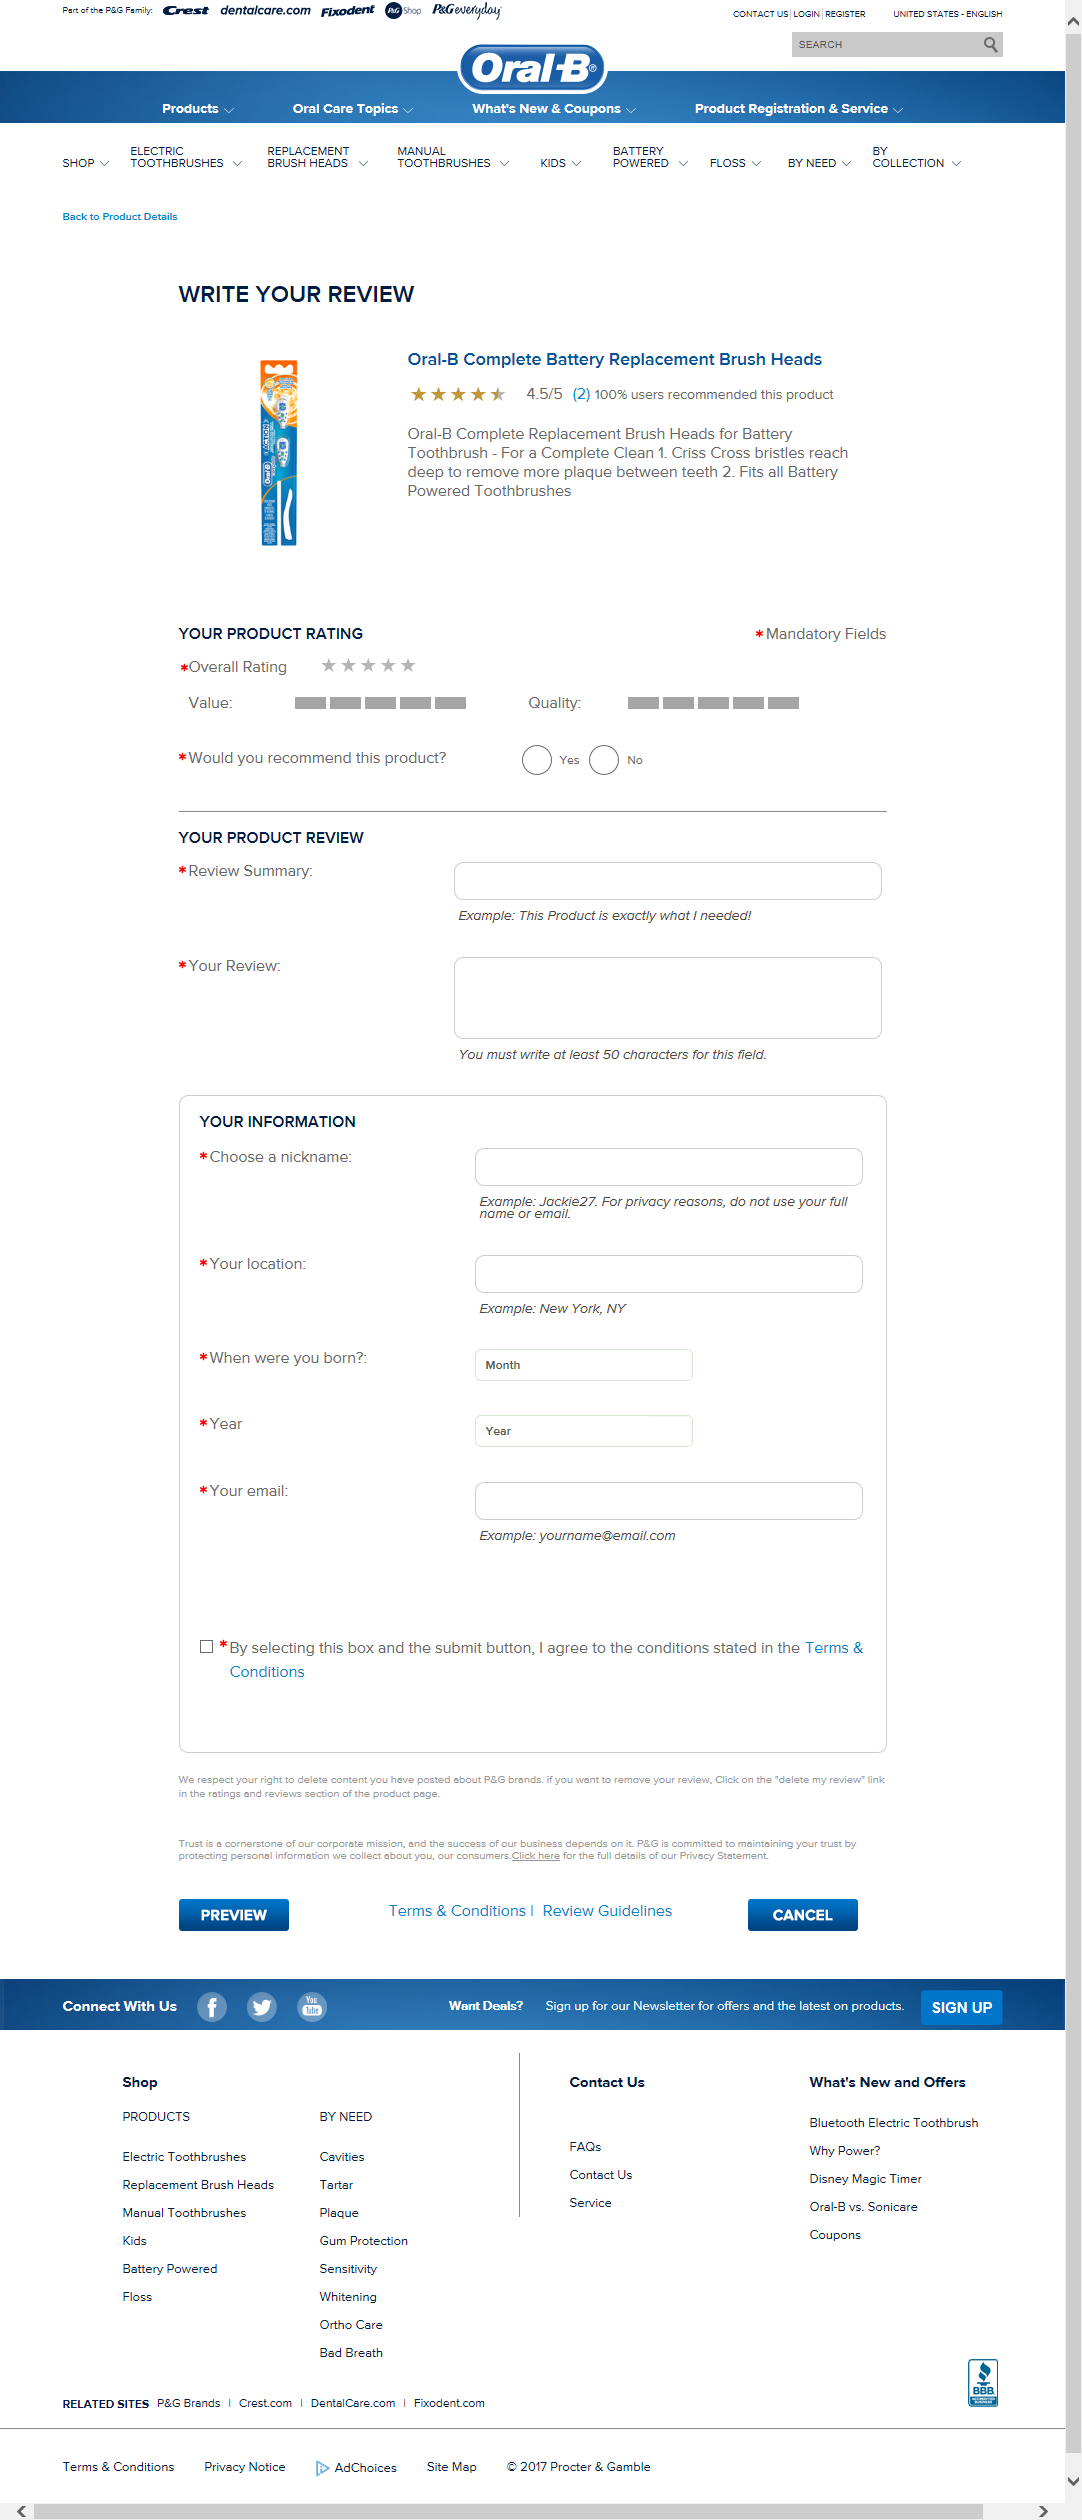 Part of the P&G Family: Crest dentalcare.com Fixodent P&G Shop P&Geveryday
CONTACT US LOGIN REGISTER UNITED STATES - ENGLISH
SEARCH
Oral-B
Products Oral Care Topics What's New & Coupons Product Registration & Service
SHOP ELECTRIC TOOTHBRUSHES REPLACEMENT BRUSH HEADS MANUAL TOOTHBRUSHES KIDS BATTERY POWERED FLOSS BY NEED BY COLLECTION
Back to Product Details
WRITE YOUR REVIEW
Oral-B Complete Battery Replacement Brush Heads
4.5/5 (2) 100% users recommended this product
Oral-B Complete Replacement Brush Heads for Battery
Toothbrush - For a Complete Clean 1. Criss Cross bristles reach
deep to remove more plaque between teeth 2. Fits all Battery
Powered Toothbrushes
YOUR PRODUCT RATING
*Mandatory Fields
*Overall Rating
Value: Quality:
*Would you recommend this product? Yes No
YOUR PRODUCT REVIEW
*Review Summary:
Example: This Product is exactly what I needed!
*Your Review:
You must write at least 50 characters for this field.
YOUR INFORMATION
*Choose a nickname:
Example: Jackie27. For privacy reasons, do not use your full
name or email.
*Your location:
Example: New York, NY
*When were you born?: Month
*Year Year
*Your email:
Example: yourname@email.com
*By selecting this box and the submit button, I agree to the conditions stated in the Terms &
Conditions
We respect your right to delete content you have posted about P&G brands. if you want to remove your review, Click on the "delete my review" link
in the ratings and reviews section of the product page.
Trust is a cornerstone of our corporate mission, and the success of our business depends on it. P&G is committed to maintaining your trust by
protecting personal information we collect about you, our consumers.Click here for the full details of our Privacy Statement.
PREVIEW Terms & Conditions | Review Guidelines CANCEL
Connect With Us You Tube Want Deals? Sign up for our Newsletter for offers and the latest on products. SIGN UP
Shop
PRODUCTS
Electric Toothbrushes
Replacement Brush Heads
Manual Toothbrushes
Kids
Battery Powered
Floss
BY NEED
Cavities
Tartar
Plaque
Gum Protection
Sensitivity
Whitening
Ortho Care
Bad Breath
Contact Us
FAQs
Contact Us
Service
What's New and Offers
Bluetooth Electric Toothbrush
Why Power?
Disney Magic Timer
Oral-B vs. Sonicare
Coupons
BBB
ACCREDITED BUSINESS
RELATED SITES P&G Brands | Crest.com | DentalCare.com | Fixodent.com
Terms & Conditions Privacy Notice AdChoices Site Map © 2017 Procter & Gamble